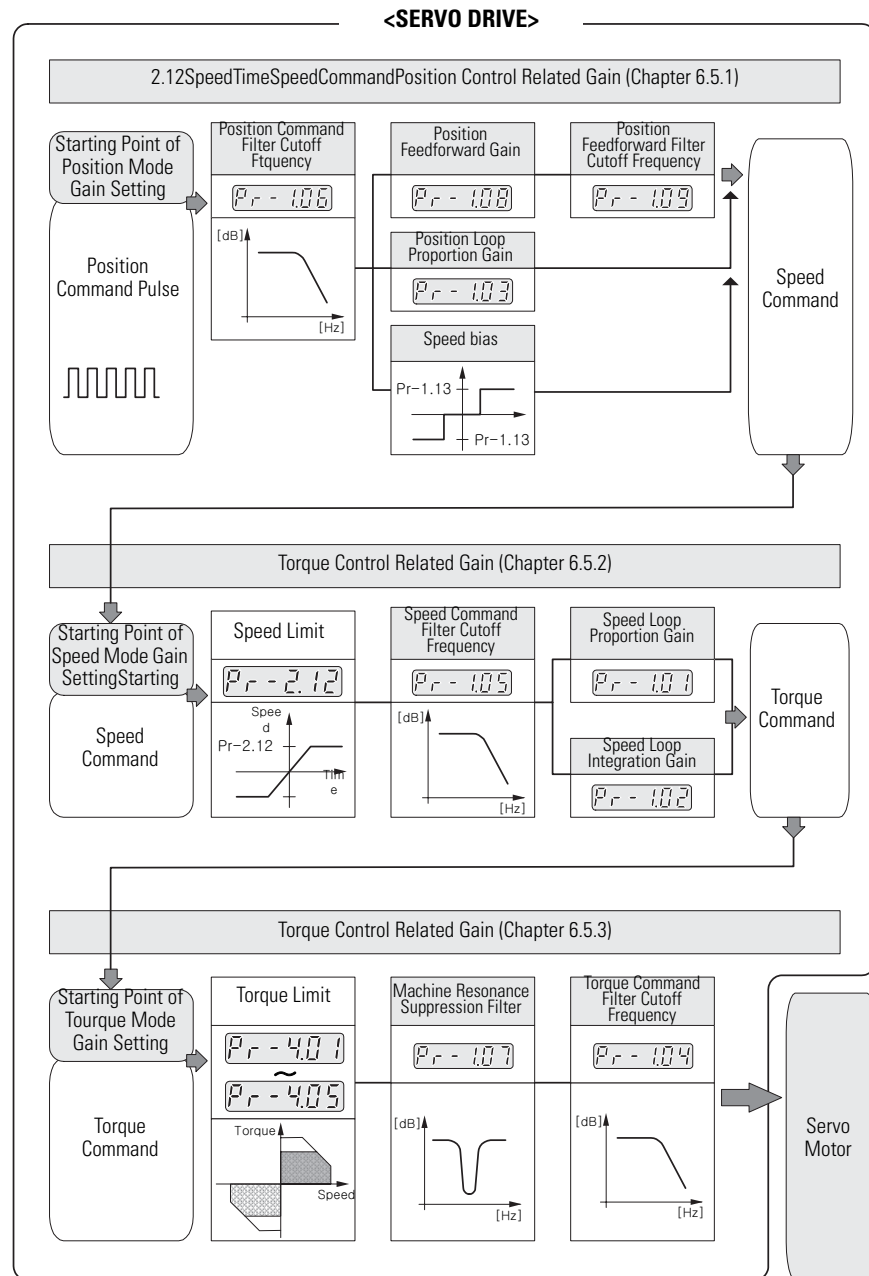 <SERVO DRIVE>
2.12SpeedTimeSpeedCommandPosition Control Related Gain (Chapter 6.5.1)
Starting Point of
Position Mode
Gain Setting
Position
Command Pulse
Position Command
Filter Cutoff
Ftquency
Pr - 1.06
[dB]
[Hz]
Position
Feedforward Gain
Pr - 1.08
Position
Feedforward Filter
Cutoff Frequency
Pr - 1.09
Position Loop
Proportion Gain
Pr - 1.03
Speed bias
Pr-1.13
Pr-1.13
Speed
Command
Torque Control Related Gain (Chapter 6.5.2)
Starting Point of
Speed Mode Gain
SettingStarting
Speed
Command
Speed Limit
Pr - 2.12
Spee
d
Pr-2.12
Tim
e
Speed Command
Filter Cutoff
Frequency
Pr - 1.05
[dB]
[Hz]
Speed Loop
Proportion Gain
Pr - 1.01
Speed Loop
Integration Gain
Pr - 1.02
Torque
Command
Torque Control Related Gain (Chapter 6.5.3)
Starting Point of
Tourque Mode
Gain Setting
Torque
Command
Torque Limit
Pr - 4.01
~
Pr - 4.05
Torque
Speed
Machine Resonance
Suppression Filter
Pr - 1.07
[dB]
[Hz]
Torque Command
Filter Cutoff
Frequency
Pr - 1.04
[dB]
[Hz]
Servo
Motor